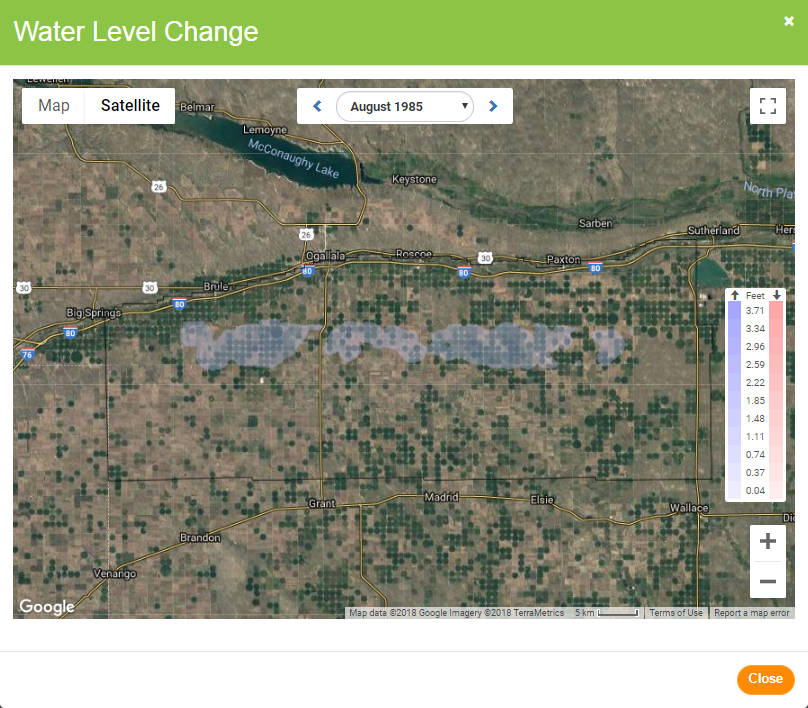 Water Level Change
×
Lewellen
Map
Satellite
August 1985
Belmar
Lemoyne
McConaughy Lake
Keystone
26
North Pla
Sarben
26
Sutherland
Hers
Ogallala
Roscoe
30
80
80
Paxton
80
30
30
Brule
80
Big Springs
80
76
Feet
3.71
3.34
2.96
2.59
2.22
1.85
1.48
1.11
0.74
0.37
0.04
Grant
Madrid
Elsie
Wallace
Di
Brandon
Venango
Google
Map data ©2018 Google Imagery ©2018 TerraMetrics
5 km
Terms of Use
Report a map error
Close